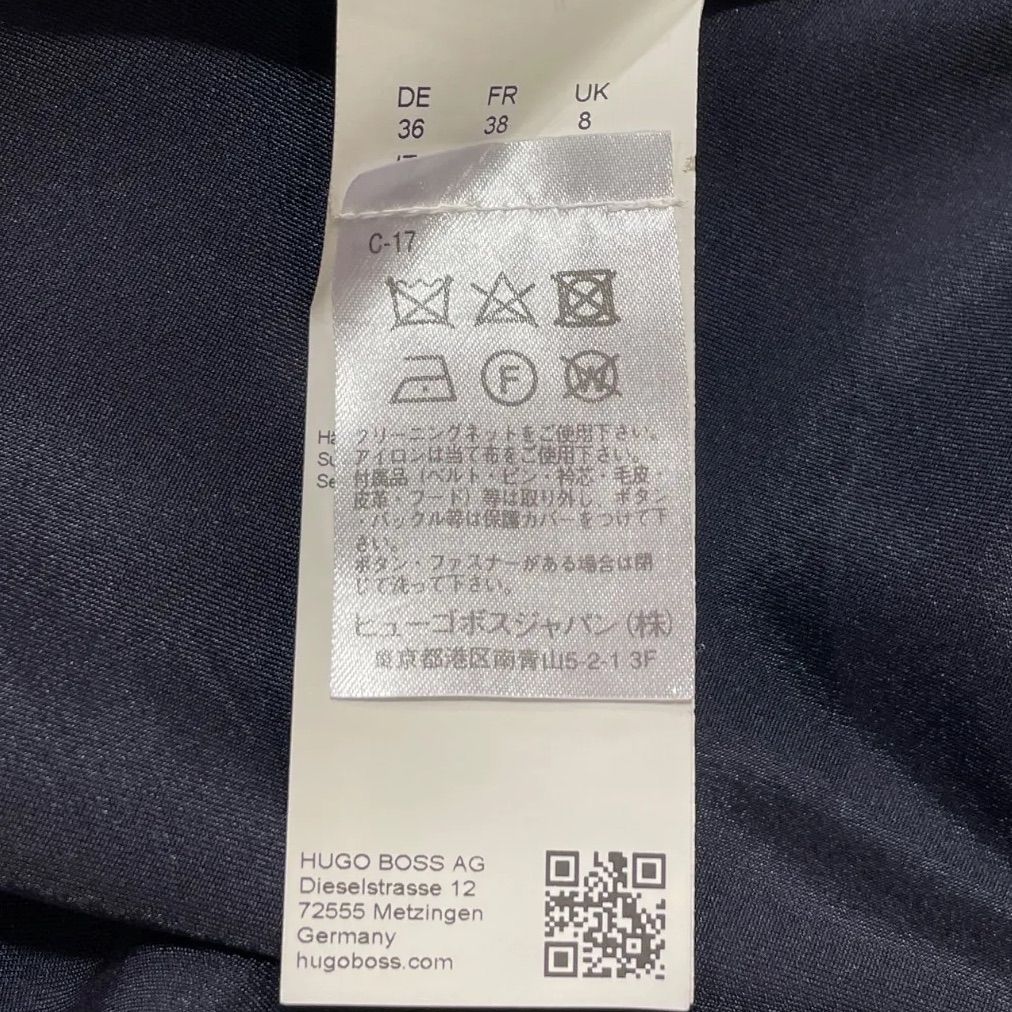 DE FR UK
36 38 8
C-17
F
W
クリーニングネットをご使用下さい。
アイロンは当て布をご使用下さい。
付属品（ベルト・ピン・衿芯・毛皮・
皮革・フード）等は取り外し、ボタン
・バックル等は保護カバーをつけて下
さい。
ボタン・ファスナーがある場合は閉
じて洗って下さい。
ヒューゴボスジャパン（株）
東京都港区南青山5-2-1 3F
HUGO BOSS AG
Dieselstrasse 12
72555 Metzingen
Germany
hugoboss.com